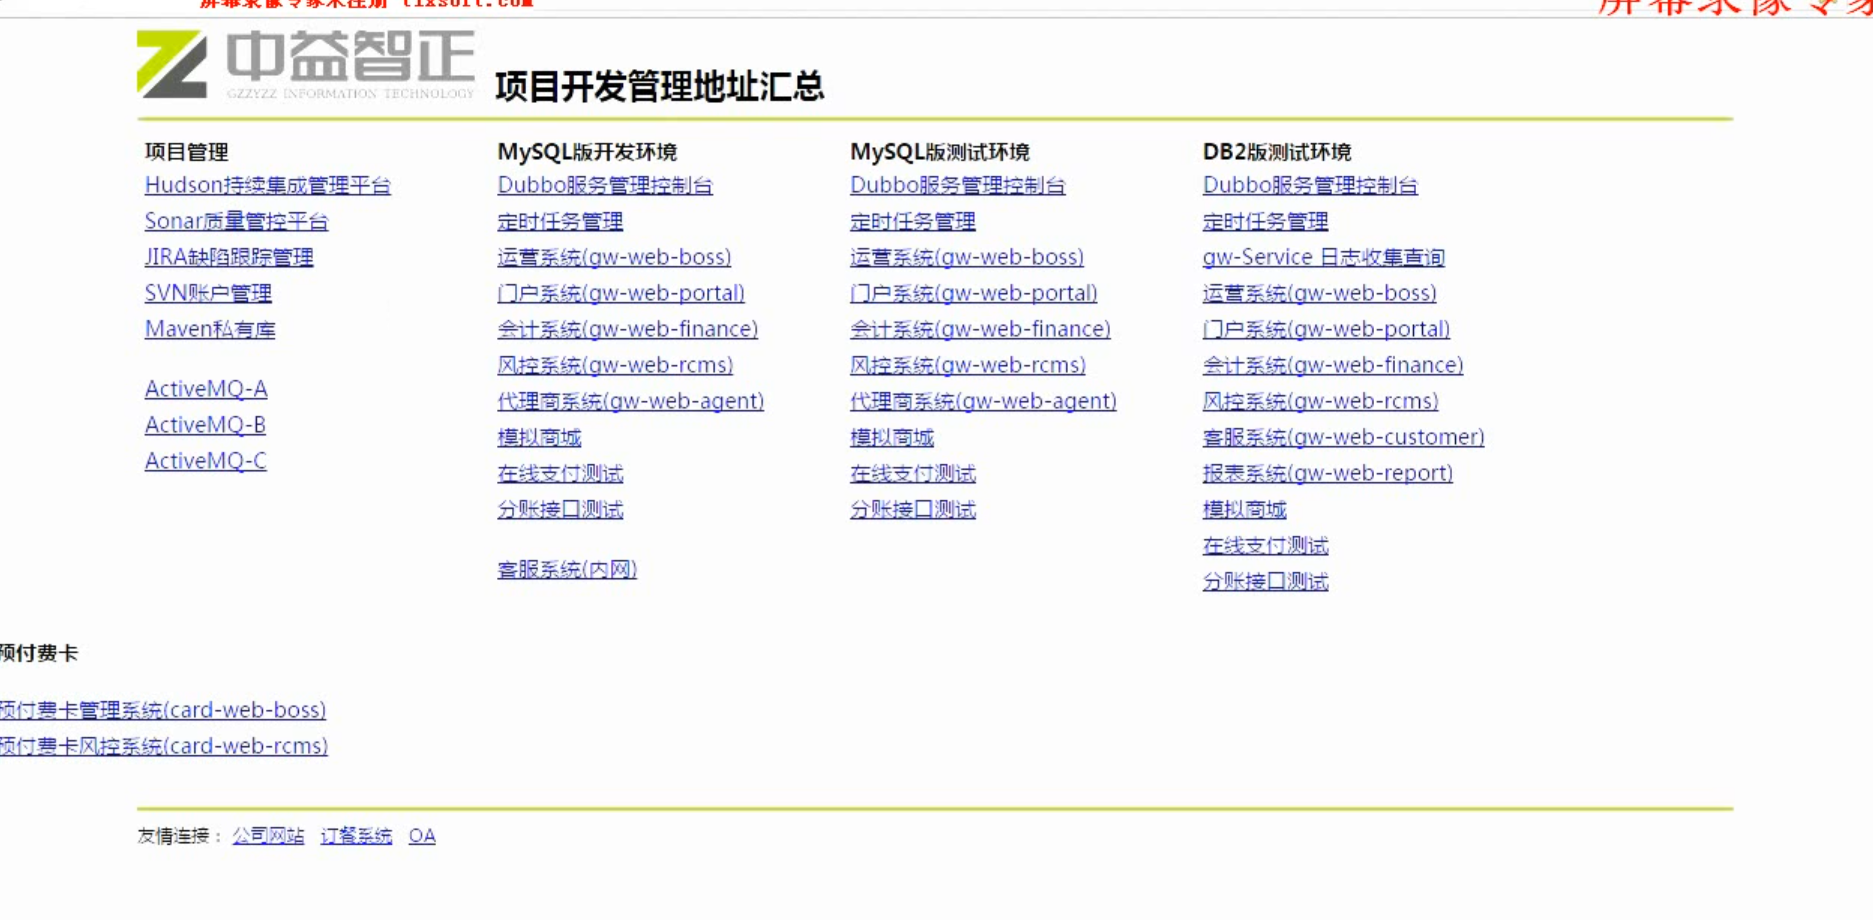 屏幕录像专家未注册 tlxsoft.com
屏幕录像专家
中益智正
GZZYZZ INFORMATION TECHNOLOGY
项目开发管理地址汇总
项目管理
Hudson持续集成管理平台
Sonar质量管控平台
JIRA缺陷跟踪管理
SVN账户管理
Maven私有库
ActiveMQ-A
ActiveMQ-B
ActiveMQ-C
MySQL版开发环境
Dubbo服务管理控制台
定时任务管理
运营系统(gw-web-boss)
门户系统(gw-web-portal)
会计系统(gw-web-finance)
风控系统(gw-web-rcms)
代理商系统(gw-web-agent)
模拟商城
在线支付测试
分账接口测试
客服系统(内网)
MySQL版测试环境
Dubbo服务管理控制台
定时任务管理
运营系统(gw-web-boss)
门户系统(gw-web-portal)
会计系统(gw-web-finance)
风控系统(gw-web-rcms)
代理商系统(gw-web-agent)
模拟商城
在线支付测试
分账接口测试
DB2版测试环境
Dubbo服务管理控制台
定时任务管理
gw-Service 日志收集查询
运营系统(gw-web-boss)
门户系统(gw-web-portal)
会计系统(gw-web-finance)
风控系统(gw-web-rcms)
客服系统(gw-web-customer)
报表系统(gw-web-report)
模拟商城
在线支付测试
分账接口测试
预付费卡
预付费卡管理系统(card-web-boss)
预付费卡风控系统(card-web-rcms)
友情连接： 公司网站 订餐系统 OA